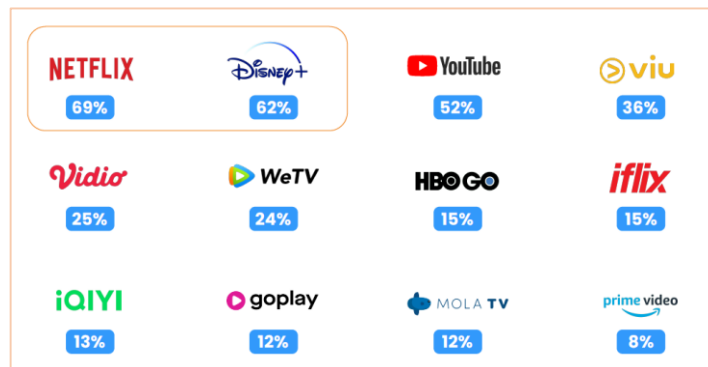 NETFLIX Disney+ YouTube viu
69% 62% 52% 36%
Vidio WeTV HBO GO iflix
25% 24% 15% 15%
iQIYI goplay MOLA TV prime video
13% 12% 12% 8%